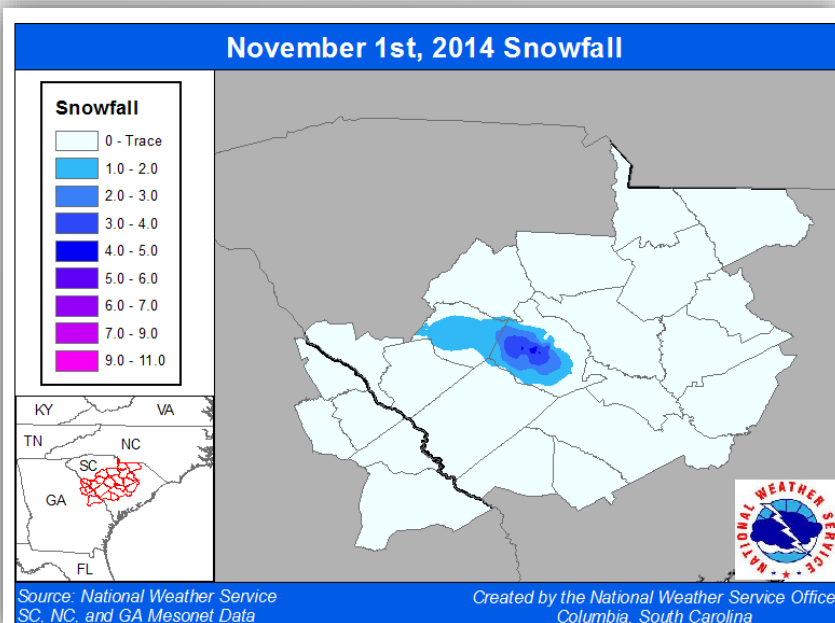 November 1st, 2014 Snowfall
Snowfall
0 - Trace
1.0 - 2.0
2.0 - 3.0
3.0 - 4.0
4.0 - 5.0
5.0 - 6.0
6.0 - 7.0
7.0 - 9.0
9.0 - 11.0
KY
VA
TN
NC
SC
GA
FL
NATIONAL WEATHER SERVICE
Source: National Weather Service
SC, NC, and GA Mesonet Data
Created by the National Weather Service Office
Columbia, South Carolina